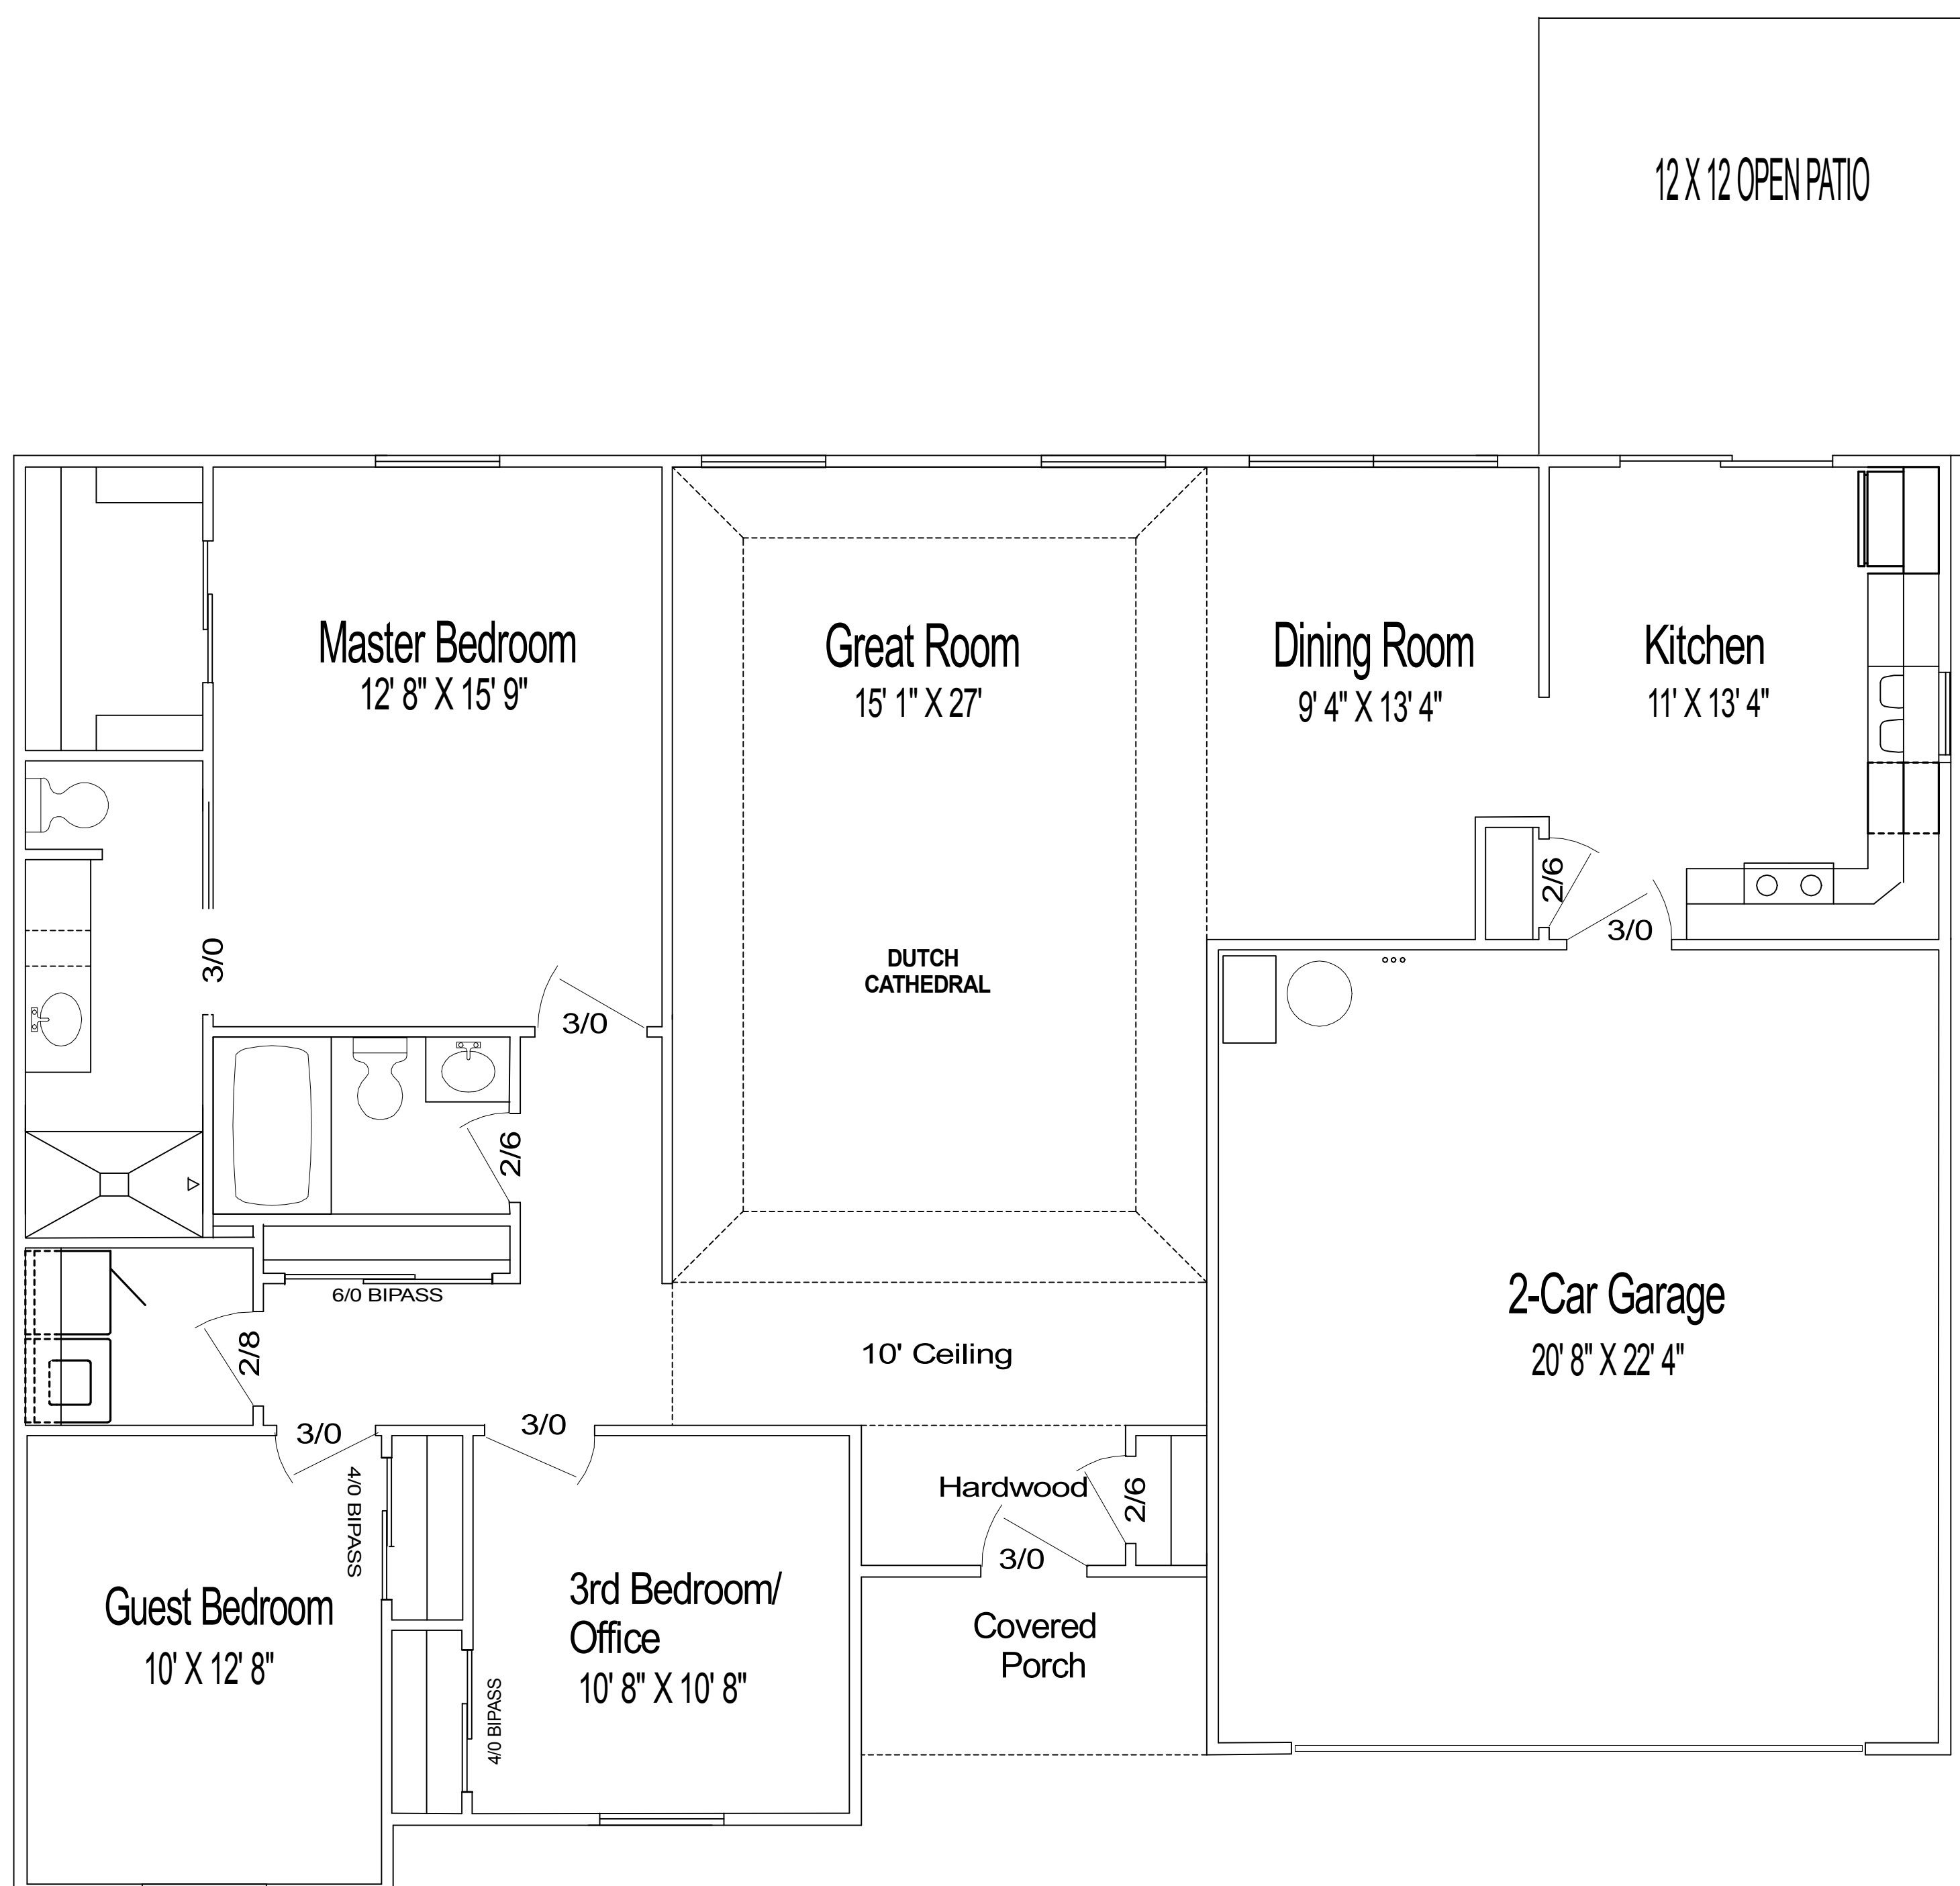 12 X 12 OPEN PATIO
Master Bedroom
12' 8" X 15' 9"
Great Room
15' 1" X 27'
Dining Room
9' 4" X 13' 4"
Kitchen
11' X 13' 4"
2/6
3/0
3/0
DUTCH
CATHEDRAL
3/0
2/6
6/0 BIPASS
2/8
10' Ceiling
2-Car Garage
20' 8" X 22' 4"
3/0
3/0
4/0 BIPASS
Hardwood
2/6
3/0
Guest Bedroom
10' X 12' 8"
3rd Bedroom/
Office
10' 8" X 10' 8"
4/0 BIPASS
Covered
Porch